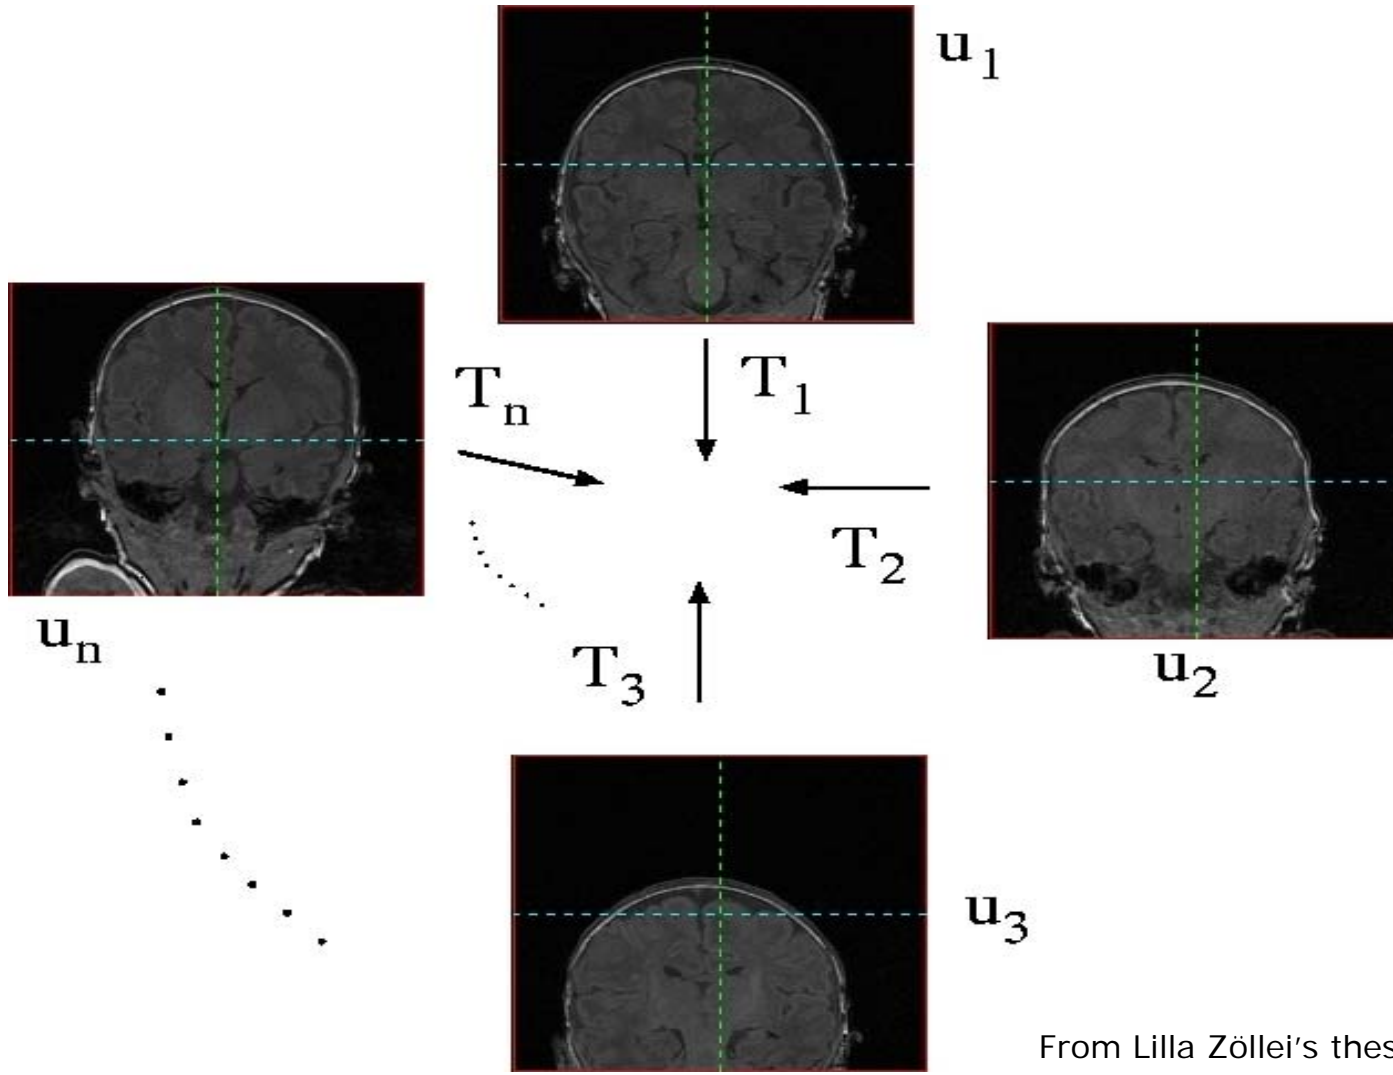 u₁
Tₙ
T₁
T₂
uₙ
T₃
u₂
u₃
From Lilla Zöllei's thes